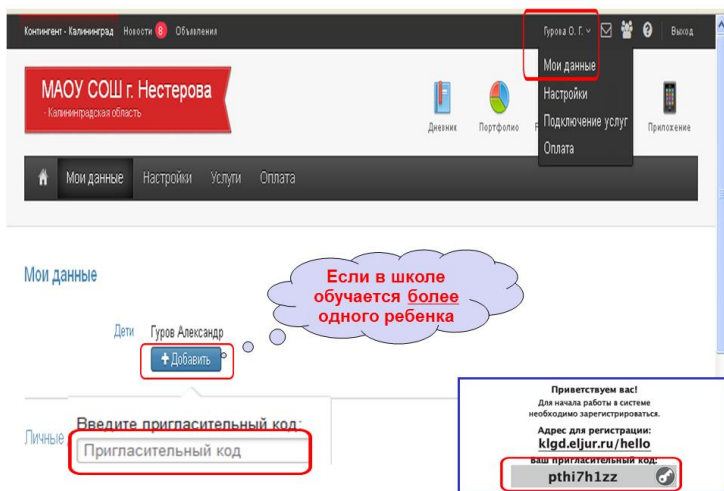 Контингент - Калининград Новости 8 Объявления
Гурова О. Г. Выход
Мои данные
Настройки
Подключение услуг
Оплата
МАОУ СОШ г. Нестерова
- Калининградская область
Дневник Портфолио Приложение
Мои данные Настройки Услуги Оплата
Мои данные
Если в школе
обучается более
одного ребенка
Дети Гуров Александр
+ Добавить
Введите пригласительный код:
Личные
Пригласительный код
Приветствуем вас!
Для начала работы в системе
необходимо зарегистрироваться.
Адрес для регистрации:
klgd.eljur.ru/hello
Ваш пригласительный код:
pthi7h1zz